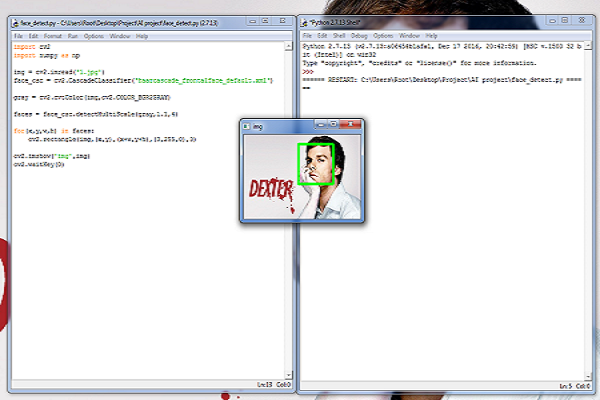 face_detect.py - C:\Users\Root\Desktop\Project\AI project\face_detect.py (2.7.13)
File Edit Format Run Options Window Help
import cv2
import numpy as np
img = cv2.imread("1.jpg")
face_csc = cv2.CascadeClassifier("haarcascade_frontalface_default.xml")
gray = cv2.cvtColor(img,cv2.COLOR_BGR2GRAY)
faces = face_csc.detectMultiScale(gray,1.1,4)
for(x,y,w,h) in faces:
cv2.rectangle(img,(x,y),(x+w,y+h),(0,255,0),3)
cv2.imshow("img",img)
cv2.waitKey(0)
Ln:13 Col:0
*Python 2.7.13 Shell*
File Edit Shell Debug Options Window Help
Python 2.7.13 (v2.7.13:a06454b1afa1, Dec 17 2016, 20:42:59) [MSC v.1500 32 b
it (Intel)] on win32
Type "copyright", "credits" or "license()" for more information.
>>>
====== RESTART: C:\Users\Root\Desktop\Project\AI project\face_detect.py ====
==
Ln:5 Col:0
img
DEXTER